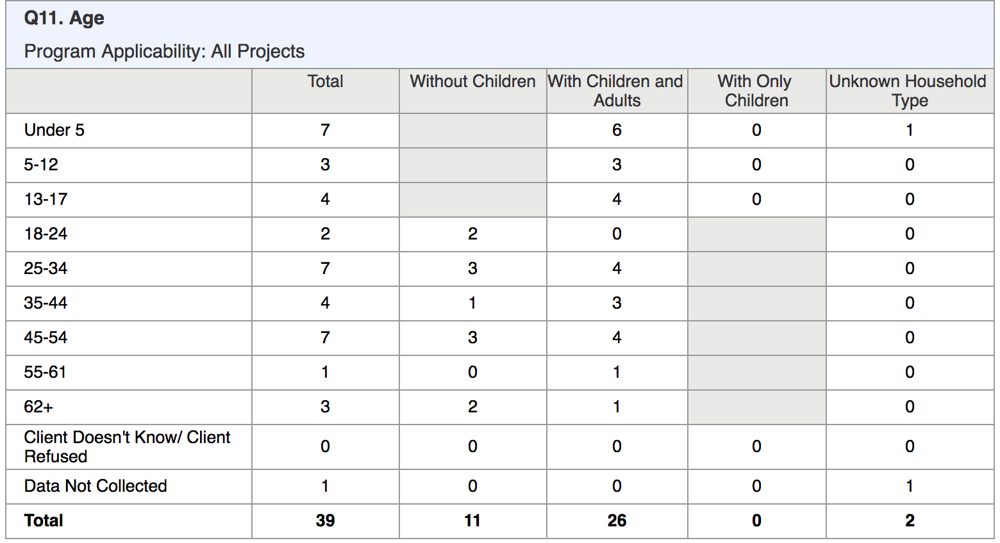 Q11. Age
Program Applicability: All Projects
Total Without Children With Children and Adults With Only Children Unknown Household Type
Under 5 7 6 0 1
5-12 3 3 0 0
13-17 4 4 0 0
18-24 2 2 0 0
25-34 7 3 4 0
35-44 4 1 3 0
45-54 7 3 4 0
55-61 1 0 1 0
62+ 3 2 1 0
Client Doesn't Know/ Client Refused 0 0 0 0 0
Data Not Collected 1 0 0 0 1
Total 39 11 26 0 2